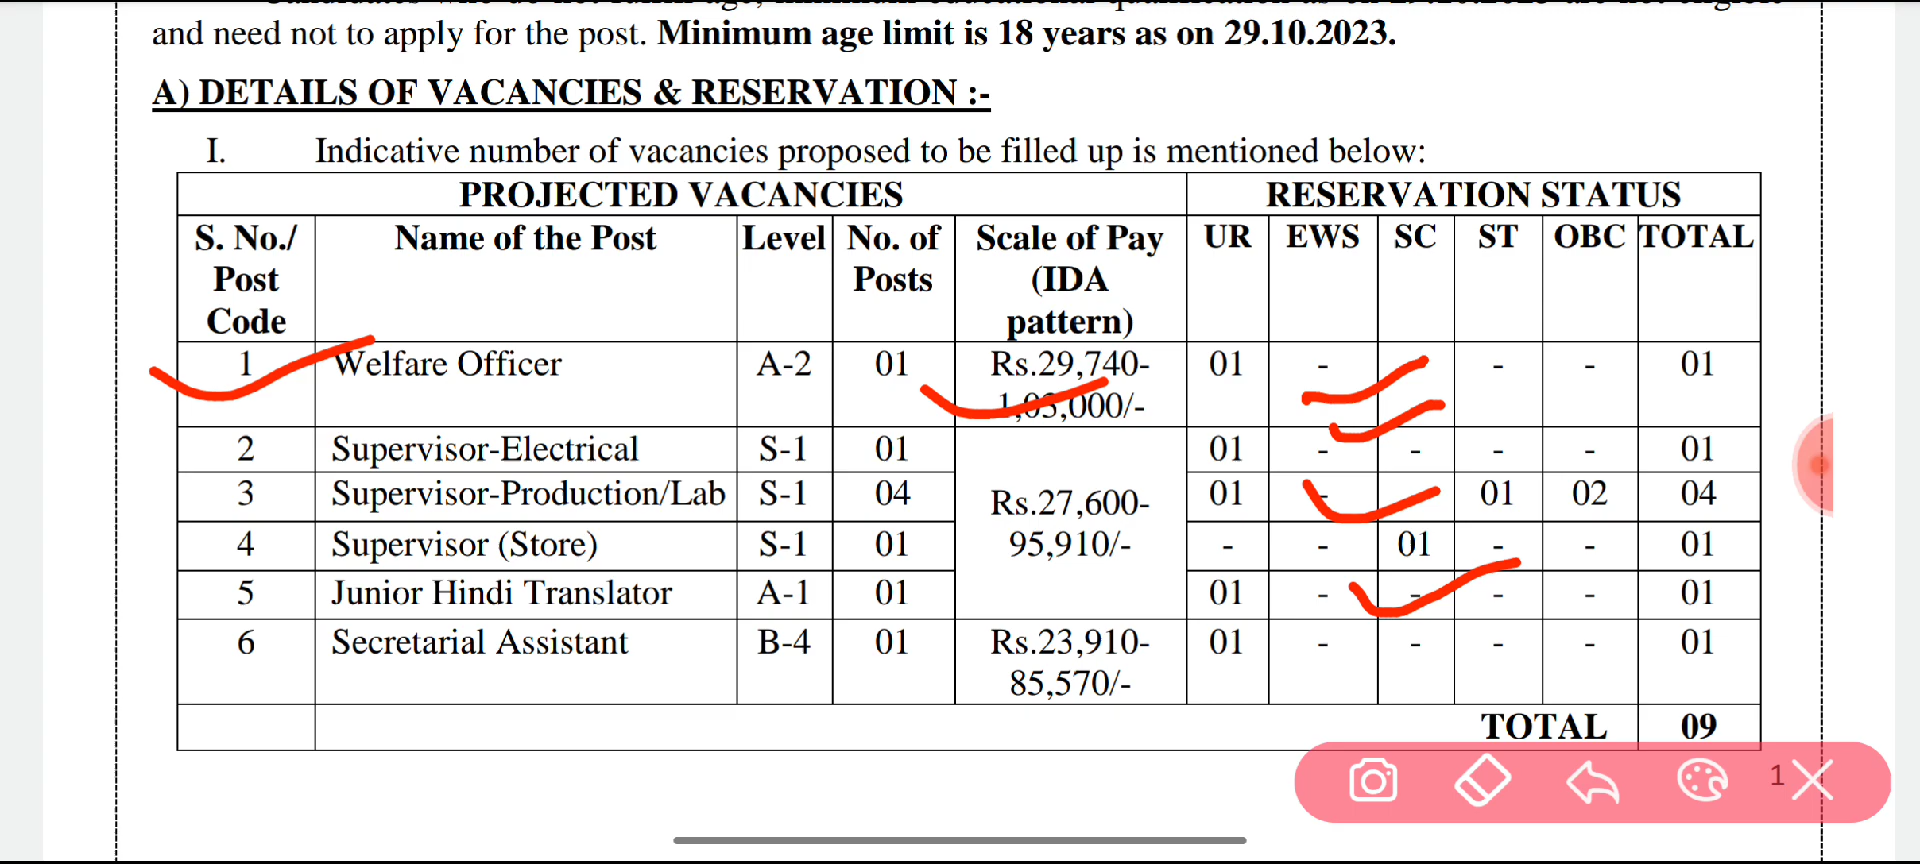 and need not to apply for the post. Minimum age limit is 18 years as on 29.10.2023.
A) DETAILS OF VACANCIES & RESERVATION :-
I. Indicative number of vacancies proposed to be filled up is mentioned below:
PROJECTED VACANCIES RESERVATION STATUS
S. No./ Name of the Post Level No. of Scale of Pay UR EWS SC ST OBC TOTAL
Post Posts (IDA
Code pattern)
1 Welfare Officer A-2 01 Rs.29,740- 01 - - - 01
1,03,000/-
2 Supervisor-Electrical S-1 01 01 - - - - 01
3 Supervisor-Production/Lab S-1 04 Rs.27,600- 01 - 01 02 04
4 Supervisor (Store) S-1 01 95,910/- - - 01 - - 01
5 Junior Hindi Translator A-1 01 01 - - - - 01
6 Secretarial Assistant B-4 01 Rs.23,910- 01 - - - - 01
85,570/-
TOTAL 09
1